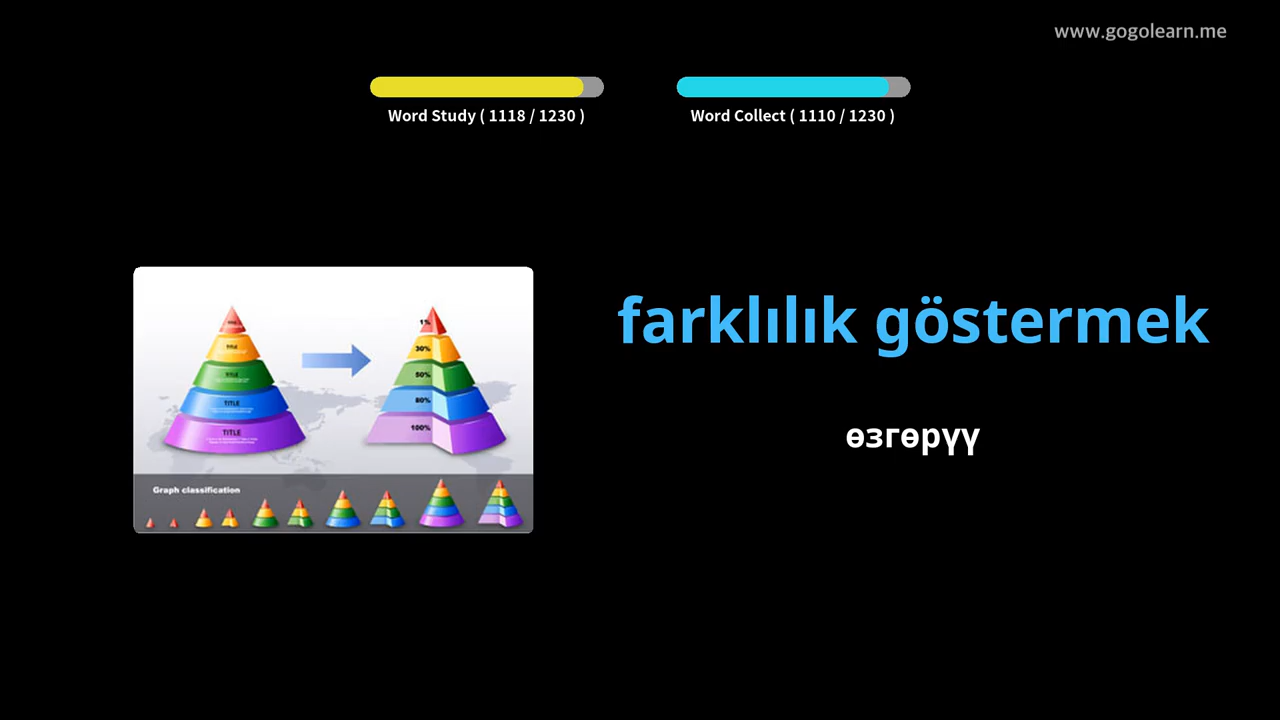 www.gogolearn.me
Word Study ( 1118 / 1230 )
Word Collect ( 1110 / 1230 )
farklılık göstermek
өзгөрүү
TITLE
TITLE
TITLE
TITLE
1%
30%
50%
80%
100%
Graph classification